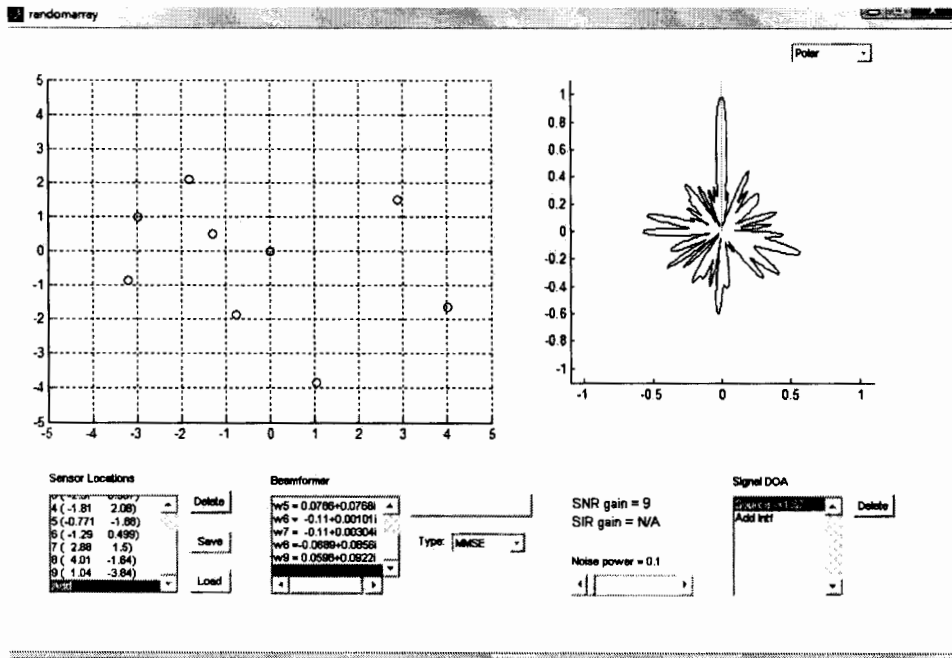 randomarray
Polar
5
4
3
2
1
0
-1
-2
-3
-4
-5
-5 -4 -3 -2 -1 0 1 2 3 4 5
1
0.8
0.6
0.4
0.2
0
-0.2
-0.4
-0.6
-0.8
-1
-1 -0.5 0 0.5 1
Sensor Locations
4 ( -1.81 2.08)
5 (-0.771 -1.88)
6 ( -1.29 0.499)
7 ( 2.88 1.5)
8 ( 4.01 -1.64)
9 ( 1.04 -3.84)
Add
Delete
Save
Load
Beamformer
w5 = 0.0766+0.0768i
w6 = -0.11+0.00101i
w7 = -0.11+0.00304i
w8 = -0.0689+0.0856i
w9 = 0.0598+0.0922i
Type: MMSE
SNR gain = 9
SIR gain = N/A
Noise power = 0.1
Signal DOA
Add Intf
Delete